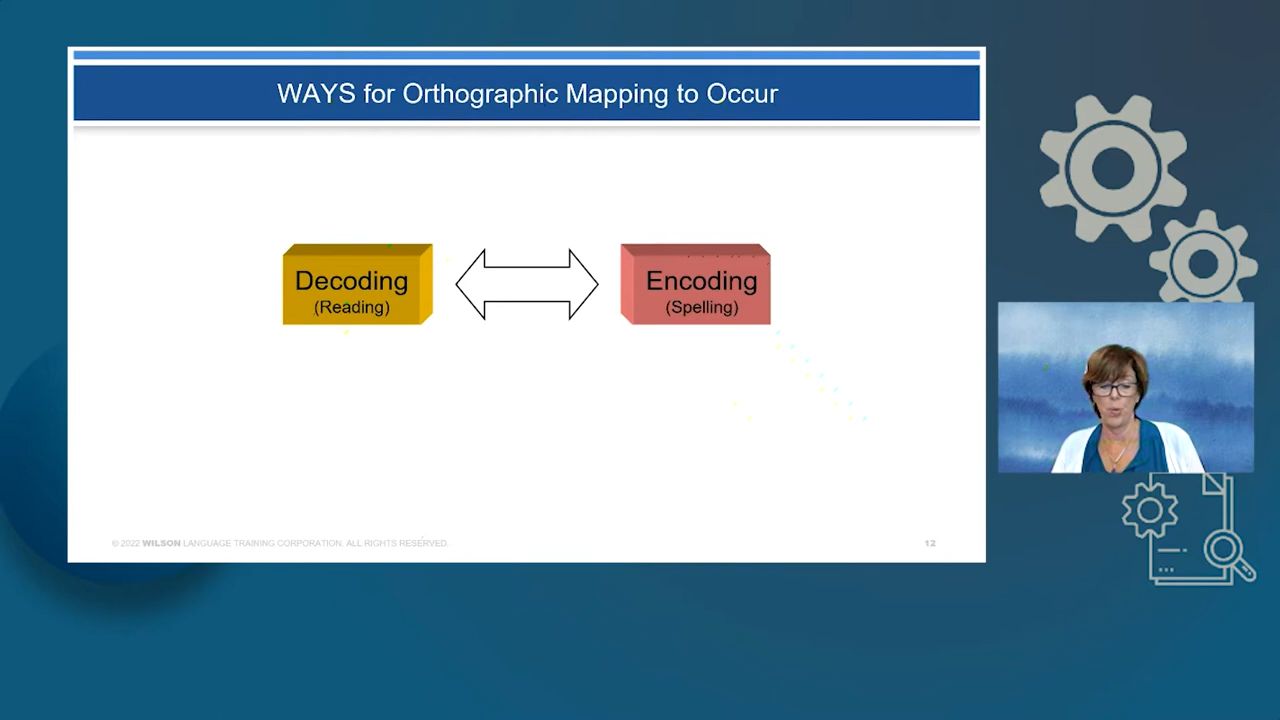 WAYS for Orthographic Mapping to Occur
Decoding
(Reading)
Encoding
(Spelling)
© 2022 WILSON LANGUAGE TRAINING CORPORATION. ALL RIGHTS RESERVED.
12